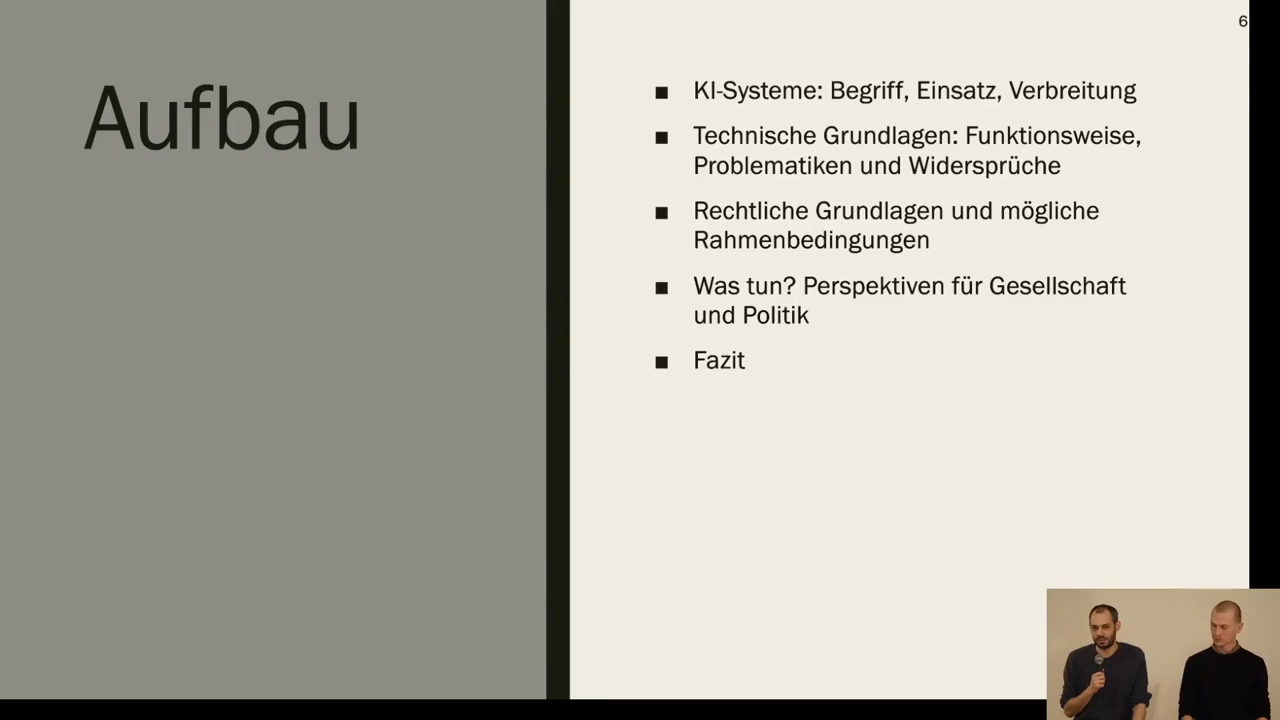 6
Aufbau
■ KI-Systeme: Begriff, Einsatz, Verbreitung
■ Technische Grundlagen: Funktionsweise,
Problematiken und Widersprüche
■ Rechtliche Grundlagen und mögliche
Rahmenbedingungen
■ Was tun? Perspektiven für Gesellschaft
und Politik
■ Fazit